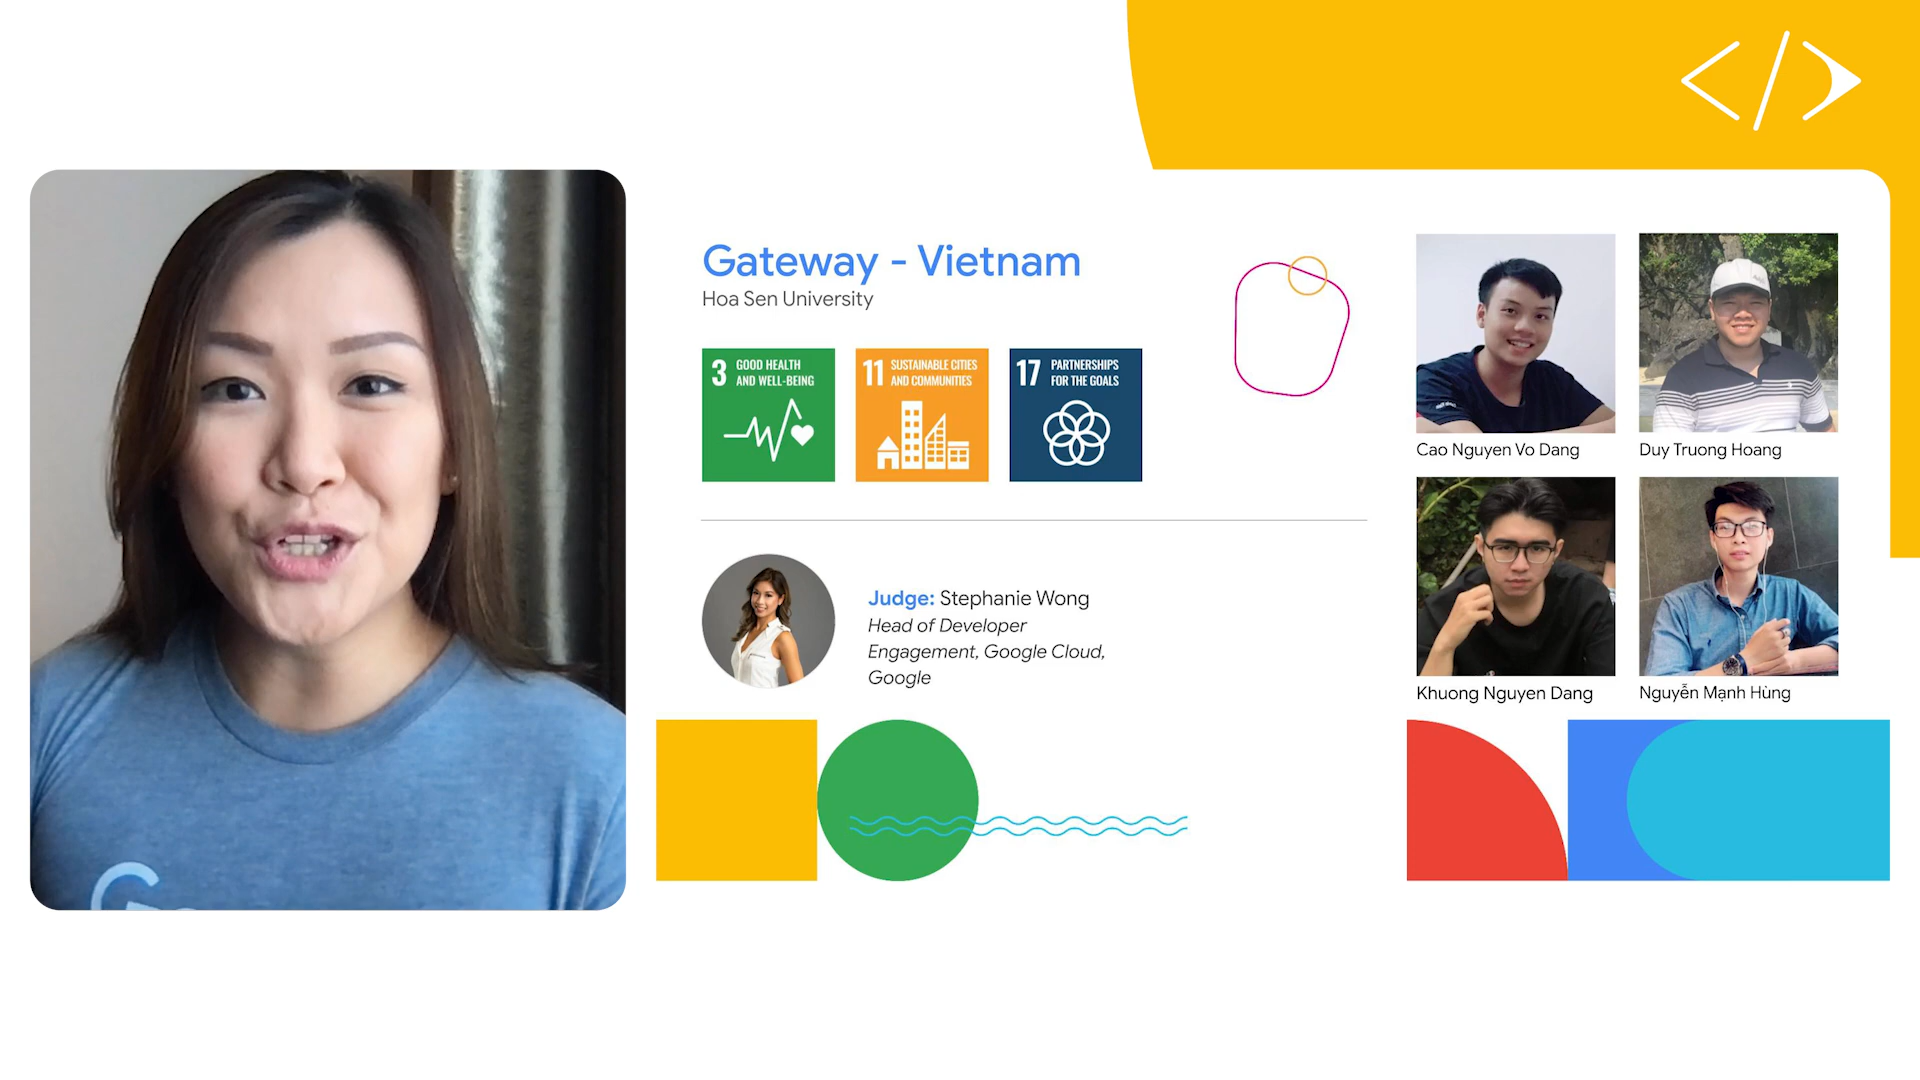 Gateway - Vietnam
Hoa Sen University
3 GOOD HEALTH
AND WELL-BEING
11 SUSTAINABLE CITIES
AND COMMUNITIES
17 PARTNERSHIPS
FOR THE GOALS
Judge: Stephanie Wong
Head of Developer
Engagement, Google Cloud,
Google
Cao Nguyen Vo Dang
Duy Truong Hoang
Khuong Nguyen Dang
Nguyễn Mạnh Hùng